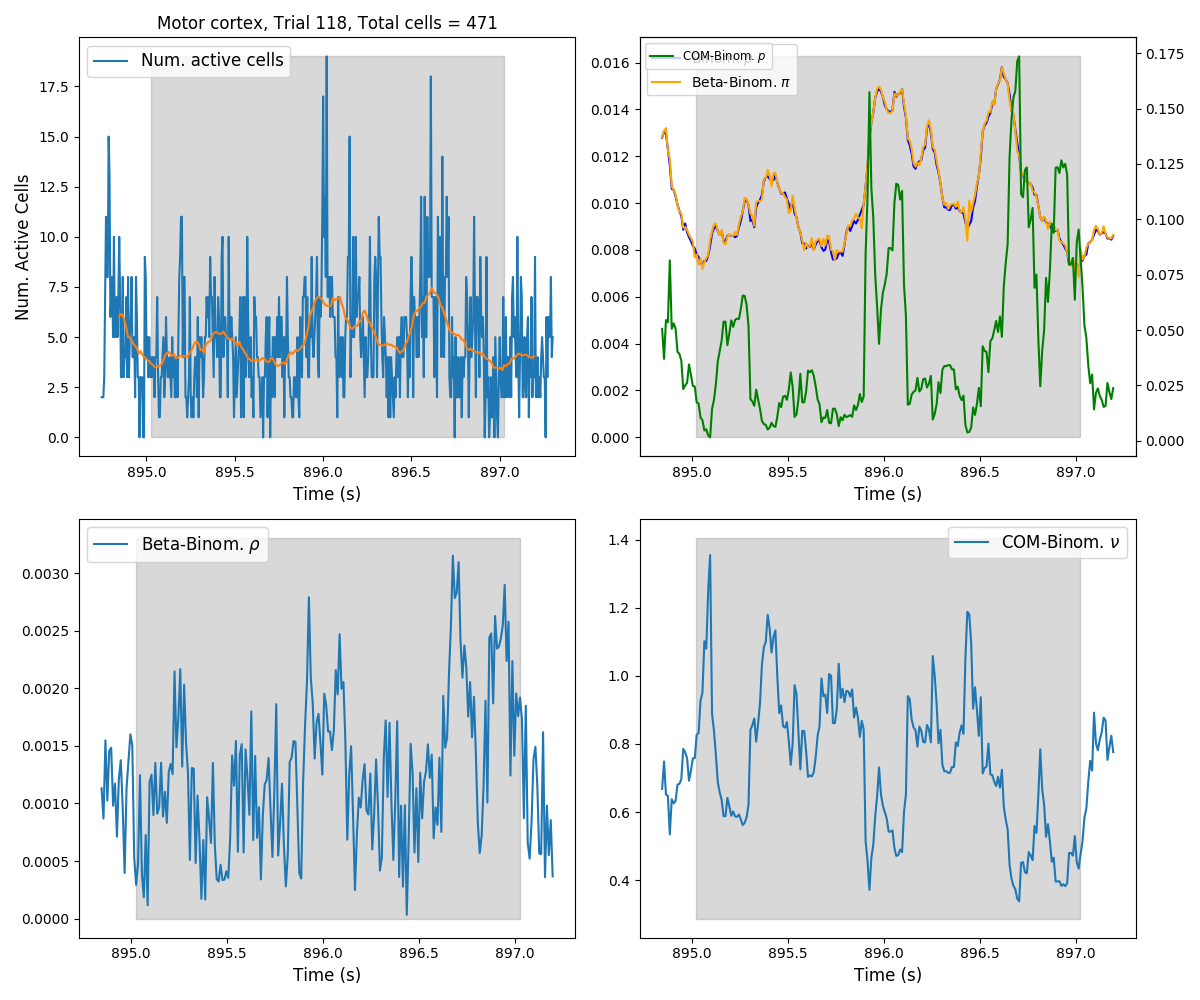 Motor cortex, Trial 118, Total cells = 471
Num. active cells
Num. Active Cells
17.5
15.0
12.5
10.0
7.5
5.0
2.5
0.0
895.0 895.5 896.0 896.5 897.0
Time (s)
COM-Binom. p
Beta-Binom. π
0.016
0.014
0.012
0.010
0.008
0.006
0.004
0.002
0.000
0.175
0.150
0.125
0.100
0.075
0.050
0.025
0.000
895.0 895.5 896.0 896.5 897.0
Time (s)
Beta-Binom. ρ
0.0030
0.0025
0.0020
0.0015
0.0010
0.0005
0.0000
895.0 895.5 896.0 896.5 897.0
Time (s)
COM-Binom. ν
1.4
1.2
1.0
0.8
0.6
0.4
895.0 895.5 896.0 896.5 897.0
Time (s)